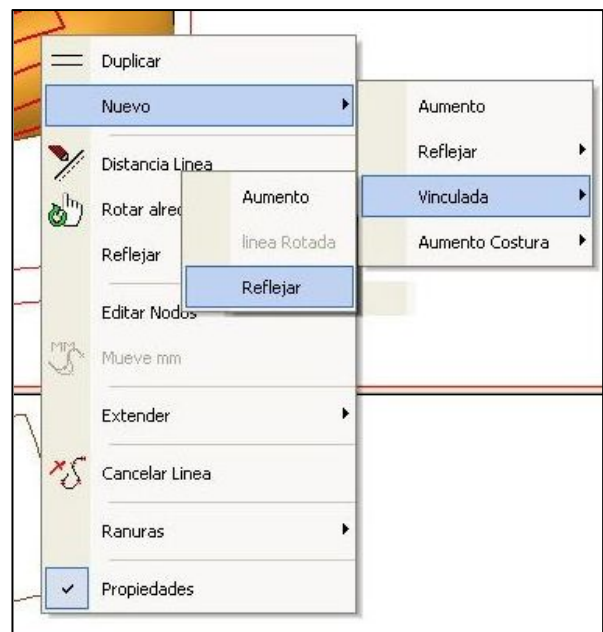 Duplicar
Nuevo
Distancia Linea
Rotar alred
Reflejar
Editar Nodos
MM
Mueve mm
Extender
Cancelar Linea
Ranuras
Propiedades
Aumento
Reflejar
Vinculada
Aumento Costura
Aumento
linea Rotada
Reflejar